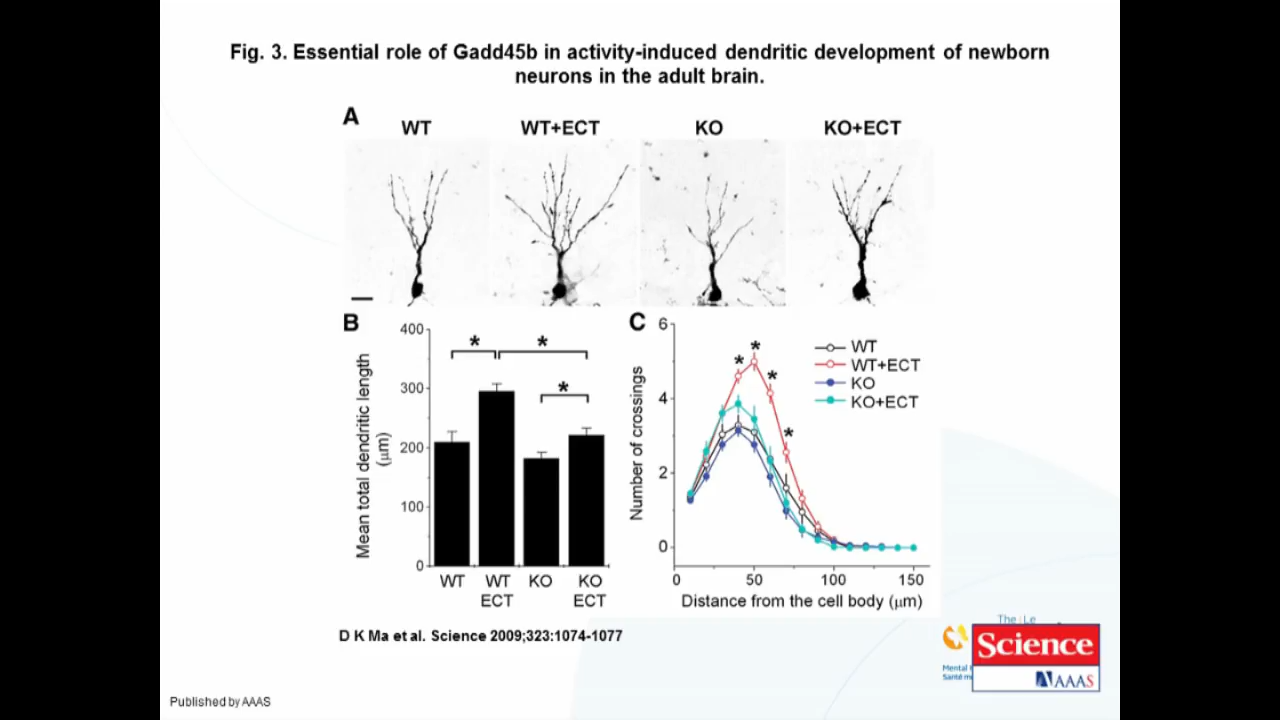 Fig. 3. Essential role of Gadd45b in activity-induced dendritic development of newborn
neurons in the adult brain.
A
WT
WT+ECT
KO
KO+ECT
B
400
300
200
100
0
Mean total dendritic length
(μm)
* * *
WT
WT
ECT
KO
KO
ECT
C
6
4
2
0
Number of crossings
* * * *
WT
WT+ECT
KO
KO+ECT
0 50 100 150
Distance from the cell body (μm)
D K Ma et al. Science 2009;323:1074-1077
The Le
Mental
Santé
Science
AAAS
Published by AAAS